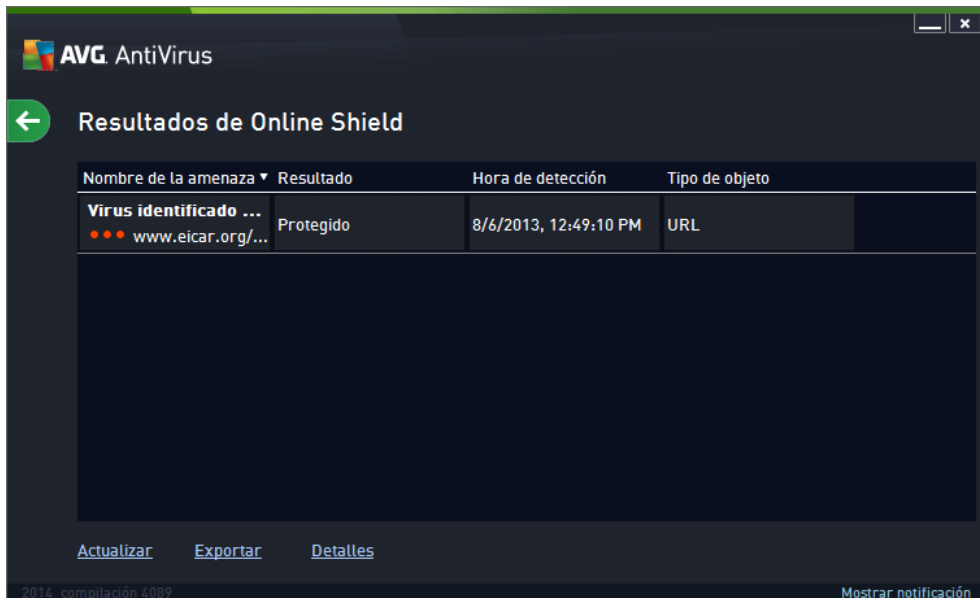 AVG. AntiVirus
Resultados de Online Shield
Nombre de la amenaza Resultado Hora de detección Tipo de objeto
Virus identificado ...
www.eicar.org/... Protegido 8/6/2013, 12:49:10 PM URL
Actualizar Exportar Detalles
2014 compilación 4089 Mostrar notificación